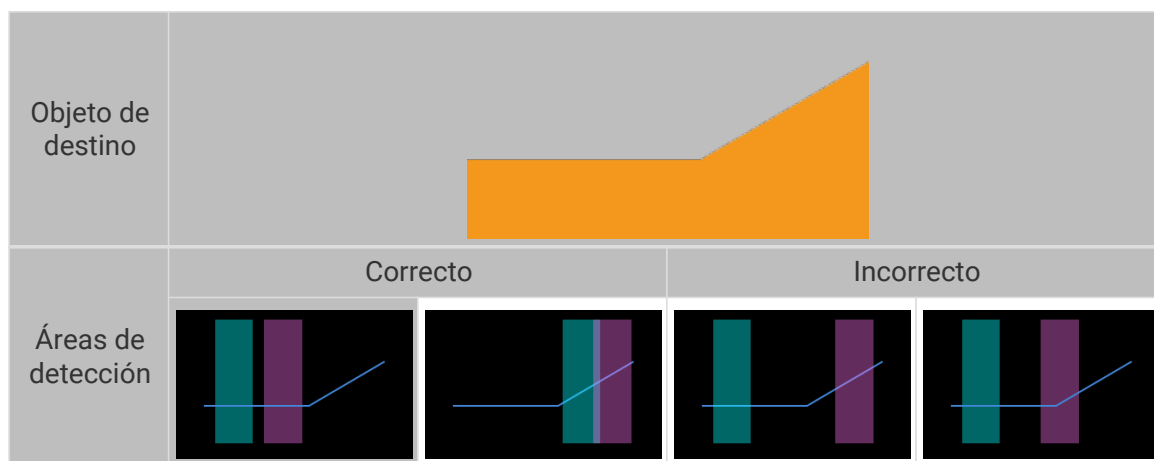 Objeto de
destino
Correcto
Incorrecto
Áreas de
detección